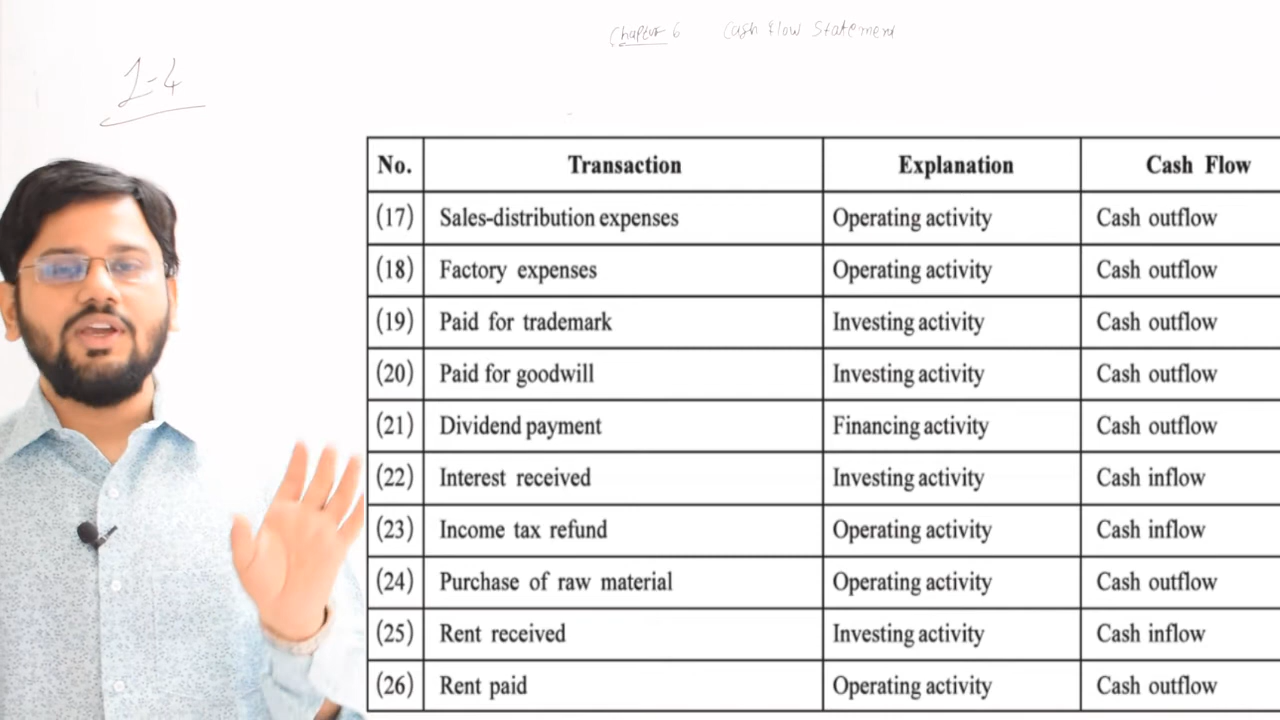 Chapter 6 Cash Flow Statement
1-4
No. Transaction Explanation Cash Flow
(17) Sales-distribution expenses Operating activity Cash outflow
(18) Factory expenses Operating activity Cash outflow
(19) Paid for trademark Investing activity Cash outflow
(20) Paid for goodwill Investing activity Cash outflow
(21) Dividend payment Financing activity Cash outflow
(22) Interest received Investing activity Cash inflow
(23) Income tax refund Operating activity Cash inflow
(24) Purchase of raw material Operating activity Cash outflow
(25) Rent received Investing activity Cash inflow
(26) Rent paid Operating activity Cash outflow